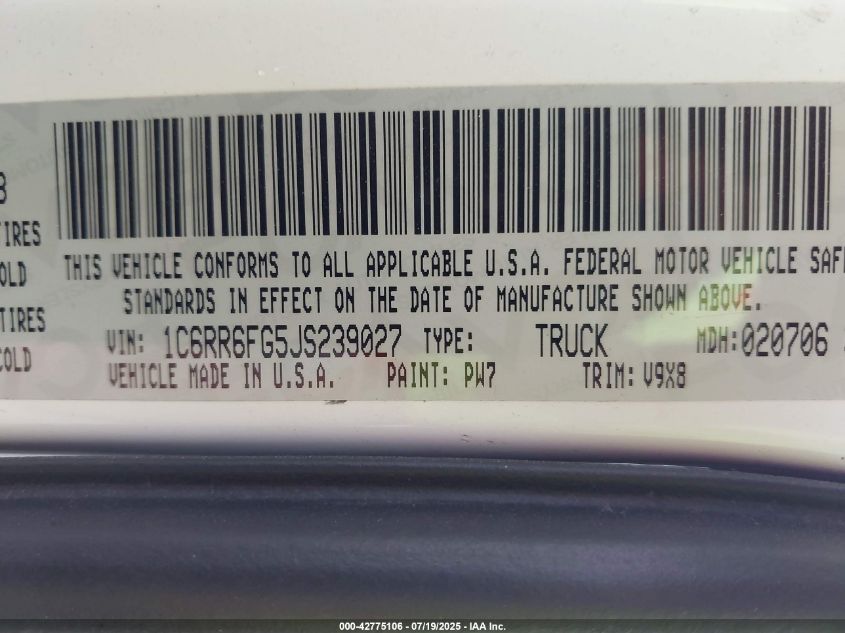 8
TIRES
COLD
TIRES
COLD
THIS VEHICLE CONFORMS TO ALL APPLICABLE U.S.A. FEDERAL MOTOR VEHICLE SAF
STANDARDS IN EFFECT ON THE DATE OF MANUFACTURE SHOWN ABOVE.
VIN: 1C6RR6FG5JS239027 TYPE: TRUCK MDH:020706
VEHICLE MADE IN U.S.A. PAINT: PW7 TRIM: V9X8
000-42775106 - 07/19/2025 - IAA Inc.